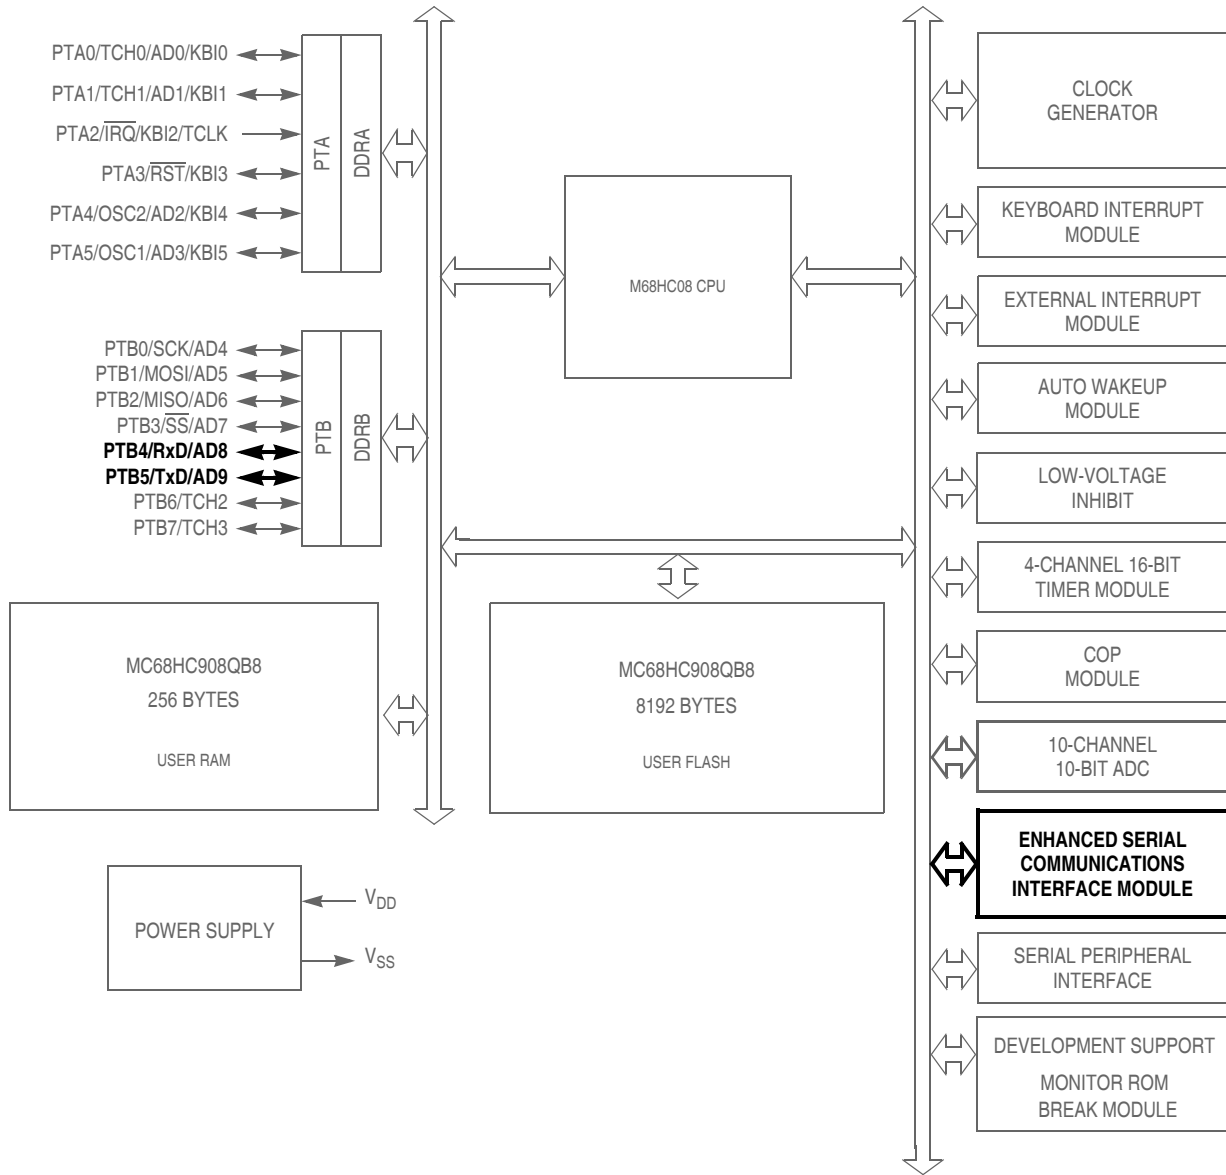 PTA0/TCH0/AD0/KBI0
PTA1/TCH1/AD1/KBI1
PTA2/IRQ/KBI2/TCLK
PTA3/RST/KBI3
PTA4/OSC2/AD2/KBI4
PTA5/OSC1/AD3/KBI5
PTA
DDRA
PTB0/SCK/AD4
PTB1/MOSI/AD5
PTB2/MISO/AD6
PTB3/SS/AD7
PTB4/RxD/AD8
PTB5/TxD/AD9
PTB6/TCH2
PTB7/TCH3
PTB
DDRB
M68HC08 CPU
MC68HC908QB8
256 BYTES
USER RAM
MC68HC908QB8
8192 BYTES
USER FLASH
POWER SUPPLY
VDD
VSS
CLOCK
GENERATOR
KEYBOARD INTERRUPT
MODULE
EXTERNAL INTERRUPT
MODULE
AUTO WAKEUP
MODULE
LOW-VOLTAGE
INHIBIT
4-CHANNEL 16-BIT
TIMER MODULE
COP
MODULE
10-CHANNEL
10-BIT ADC
ENHANCED SERIAL
COMMUNICATIONS
INTERFACE MODULE
SERIAL PERIPHERAL
INTERFACE
DEVELOPMENT SUPPORT
MONITOR ROM
BREAK MODULE